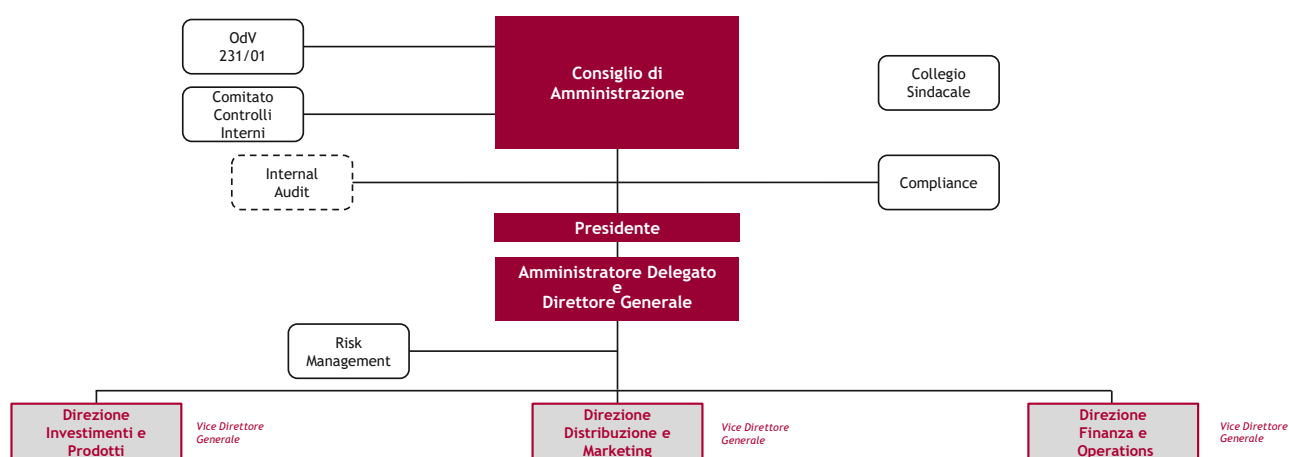 OdV
231/01
Consiglio di
Amministrazione
Collegio
Sindacale
Comitato
Controlli
Interni
Internal
Audit
Compliance
Presidente
Amministratore Delegato
e
Direttore Generale
Risk
Management
Direzione
Investimenti e
Prodotti
Vice Direttore
Generale
Direzione
Distribuzione e
Marketing
Vice Direttore
Generale
Direzione
Finanza e
Operations
Vice Direttore
Generale